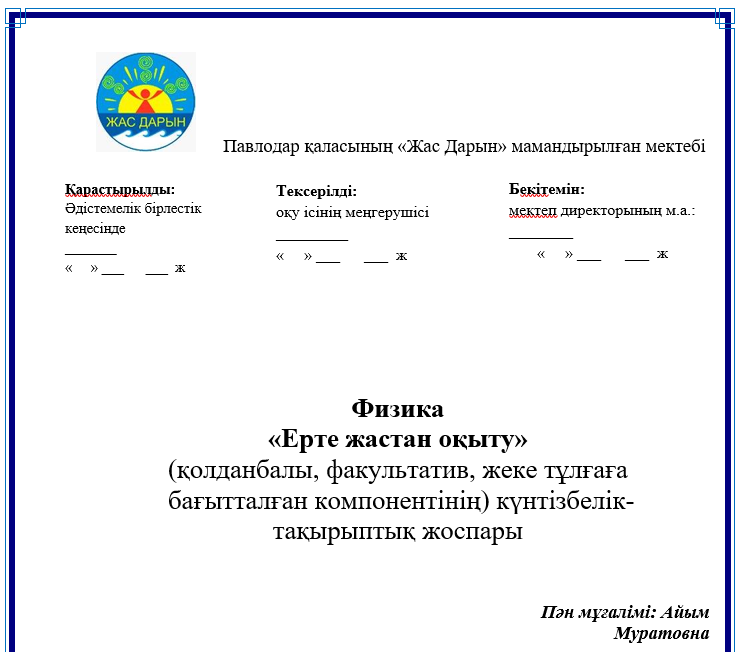 ЖАС ДАРЫН
Павлодар қаласының «Жас Дарын» мамандырылған мектебі
Қарастырылды:
Әдістемелік бірлестік
кеңесінде
_______
«     » ___      ___  ж
Тексерілді:
оқу ісінің меңгерушісі
_________
«     » ___      ___  ж
Бекітемін:
мектеп директорының м.а.:
________
«     » ___      ___  ж
Физика
«Ерте жастан оқыту»
(қолданбалы, факультатив, жеке тұлғаға
бағытталған компонентінің) күнтізбелік-
тақырыптық жоспары
Пән мұғалімі: Айым
Муратовна